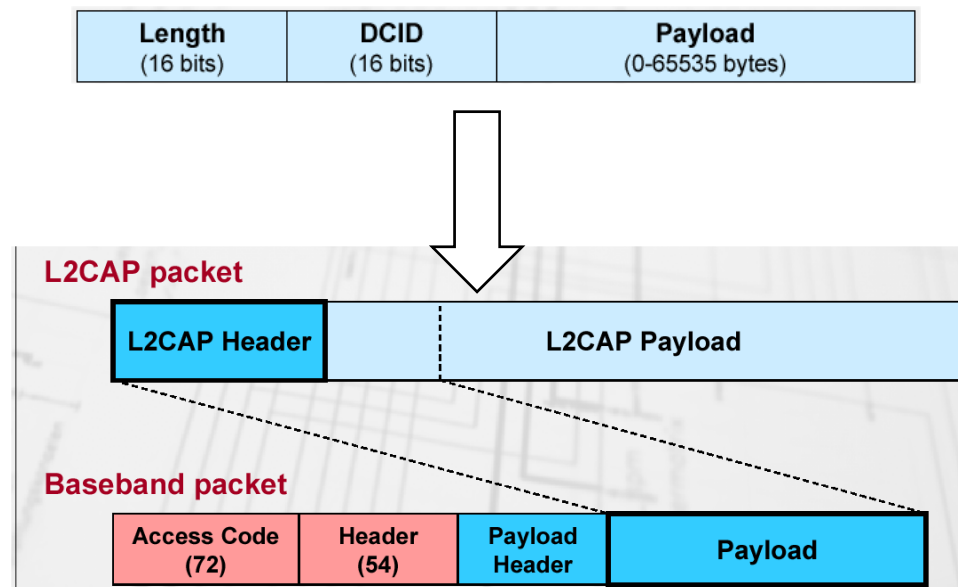 Length DCID Payload
(16 bits) (16 bits) (0-65535 bytes)
L2CAP packet
L2CAP Header L2CAP Payload
Baseband packet
Access Code Header Payload Payload
(72) (54) Header